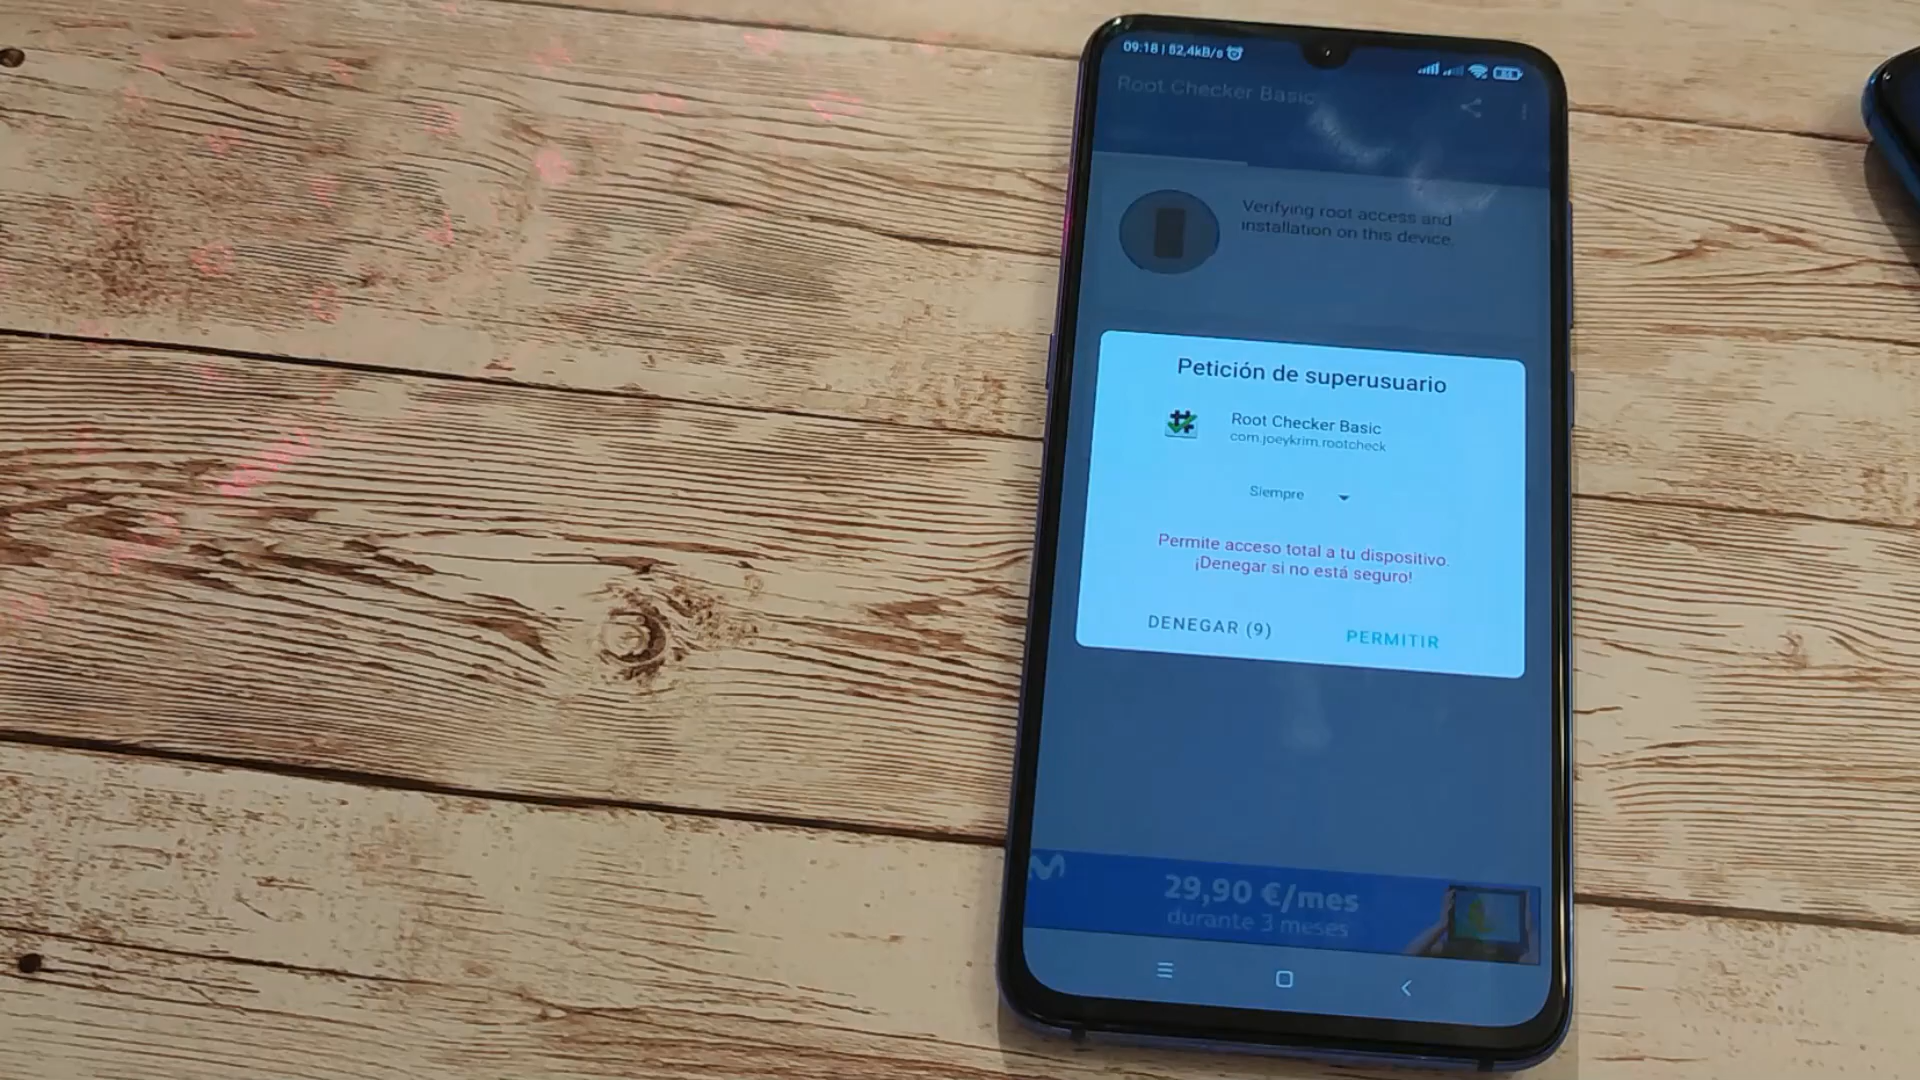 09:18 | 82,4kB/s
Root Checker Basic
Verifying root access and
installation on this device.
Petición de superusuario
Root Checker Basic
com.joeykrim.rootcheck
Siempre
Permite acceso total a tu dispositivo.
¡Denegar si no está seguro!
DENEGAR (9)
PERMITIR
29,90 €/mes
durante 3 meses